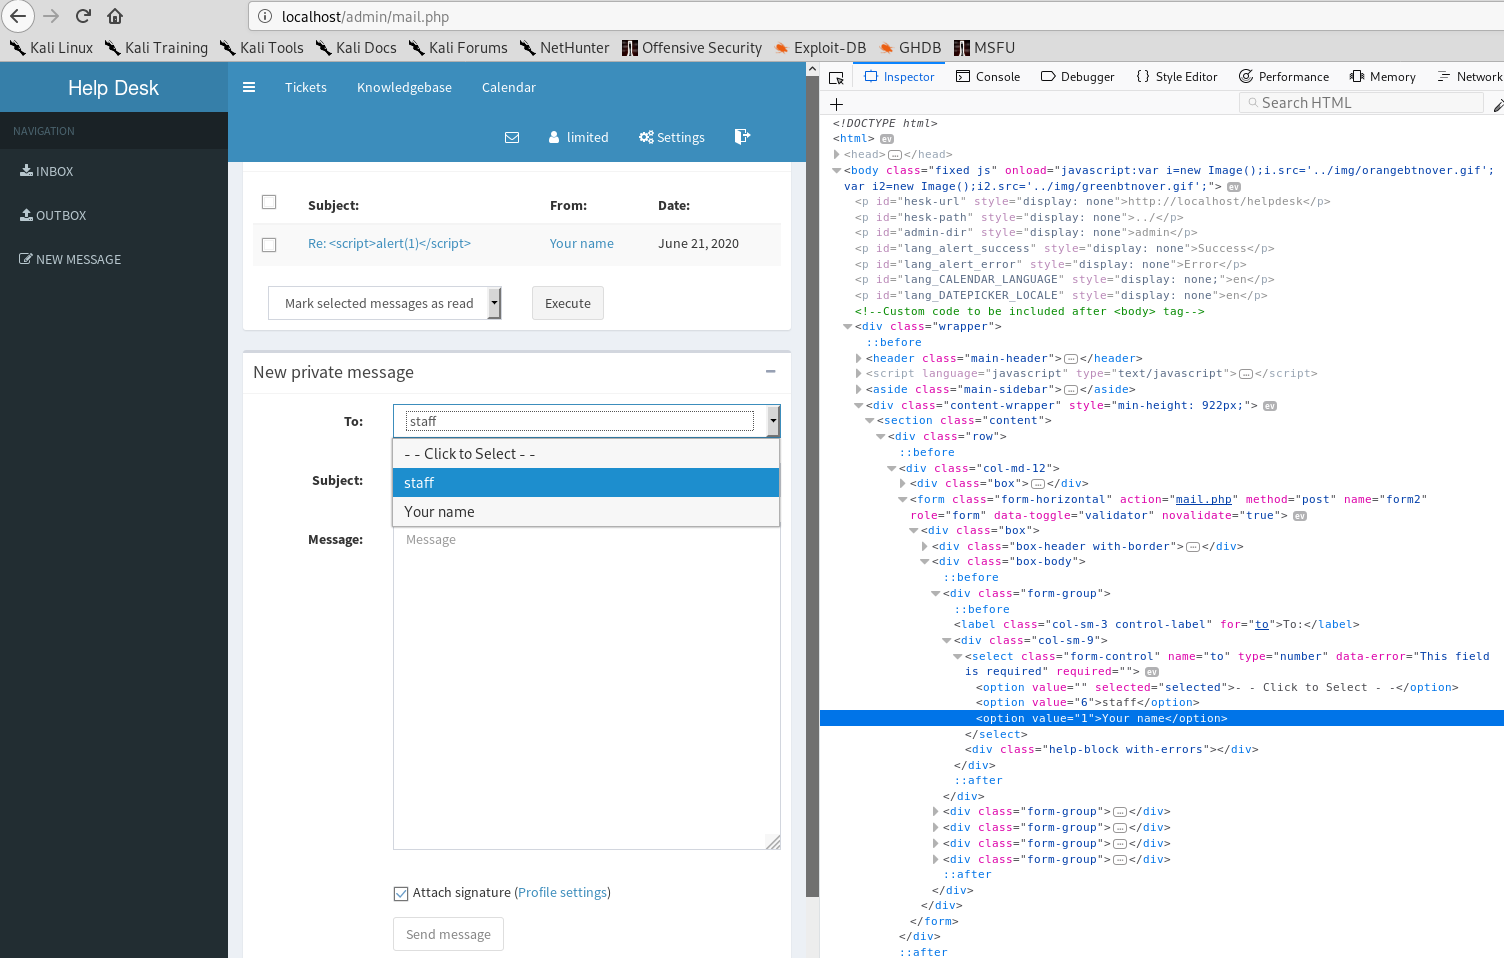 localhost/admin/mail.php
Kali Linux Kali Training Kali Tools Kali Docs Kali Forums NetHunter Offensive Security Exploit-DB GHDB MSFU
Help Desk
NAVIGATION
INBOX
OUTBOX
NEW MESSAGE
Tickets Knowledgebase Calendar
limited Settings
Subject: From: Date:
Re: <script>alert(1)</script> Your name June 21, 2020
Mark selected messages as read Execute
New private message
To: staff
- - Click to Select - -
staff
Your name
Subject:
Message: Message
Attach signature (Profile settings)
Send message
Inspector Console Debugger {} Style Editor Performance Memory Network
+ Search HTML
<!DOCTYPE html>
<html> ev
<head>…</head>
<body class="fixed js" onload="javascript:var i=new Image();i.src='../img/orangebtnover.gif';
var i2=new Image();i2.src='../img/greenbtnover.gif';"> ev
<p id="hesk-url" style="display: none">http://localhost/helpdesk</p>
<p id="hesk-path" style="display: none">../</p>
<p id="admin-dir" style="display: none">admin</p>
<p id="lang_alert_success" style="display: none">Success</p>
<p id="lang_alert_error" style="display: none">Error</p>
<p id="lang_CALENDAR_LANGUAGE" style="display: none;">en</p>
<p id="lang_DATEPICKER_LOCALE" style="display: none">en</p>
<!--Custom code to be included after <body> tag-->
<div class="wrapper">
::before
<header class="main-header">…</header>
<script language="javascript" type="text/javascript">…</script>
<aside class="main-sidebar">…</aside>
<div class="content-wrapper" style="min-height: 922px;"> ev
<section class="content">
<div class="row">
::before
<div class="col-md-12">
<div class="box">…</div>
<form class="form-horizontal" action="mail.php" method="post" name="form2"
role="form" data-toggle="validator" novalidate="true"> ev
<div class="box">
<div class="box-header with-border">…</div>
<div class="box-body">
::before
<div class="form-group">
::before
<label class="col-sm-3 control-label" for="to">To:</label>
<div class="col-sm-9">
<select class="form-control" name="to" type="number" data-error="This field
is required" required=""> ev
<option value="" selected="selected">- - Click to Select - -</option>
<option value="6">staff</option>
<option value="1">Your name</option>
</select>
<div class="help-block with-errors"></div>
</div>
::after
</div>
<div class="form-group">…</div>
<div class="form-group">…</div>
<div class="form-group">…</div>
<div class="form-group">…</div>
::after
</div>
</div>
</form>
</div>
::after